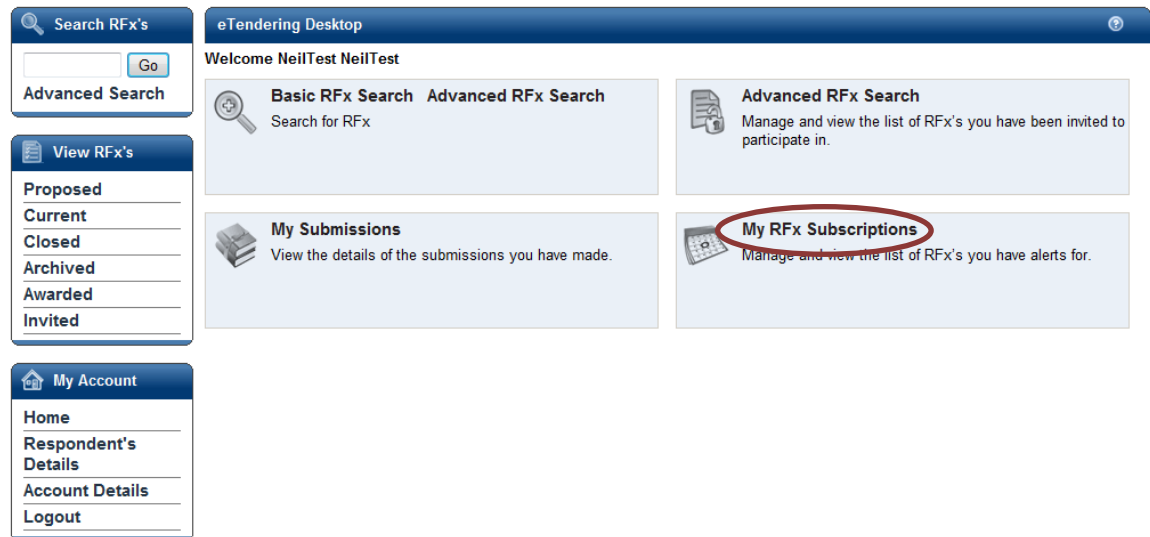 Search RFx's
Go
Advanced Search
View RFx's
Proposed
Current
Closed
Archived
Awarded
Invited
My Account
Home
Respondent's
Details
Account Details
Logout
eTendering Desktop
?
Welcome NeilTest NeilTest
Basic RFx Search Advanced RFx Search
Search for RFx
Advanced RFx Search
Manage and view the list of RFx's you have been invited to
participate in.
My Submissions
View the details of the submissions you have made.
My RFx Subscriptions
Manage and view the list of RFx's you have alerts for.